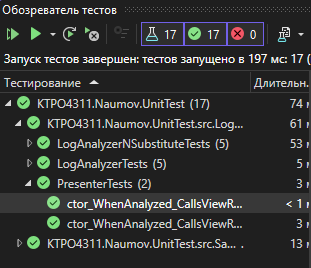 Обозреватель тестов
17 17 0
Запуск тестов завершен: тестов запущено в 197 мс: 17 (
Тестирование Длительн.
KTPO4311.Naumov.UnitTest (17) 74
KTPO4311.Naumov.UnitTest.src.Log... 61
LogAnalyzerNSubstituteTests (5) 53
LogAnalyzerTests (5) 5
PresenterTests (2) 3
ctor_WhenAnalyzed_CallsViewR... < 1
ctor_WhenAnalyzed_CallsViewR... 3
KTPO4311.Naumov.UnitTest.src.Sa... 13